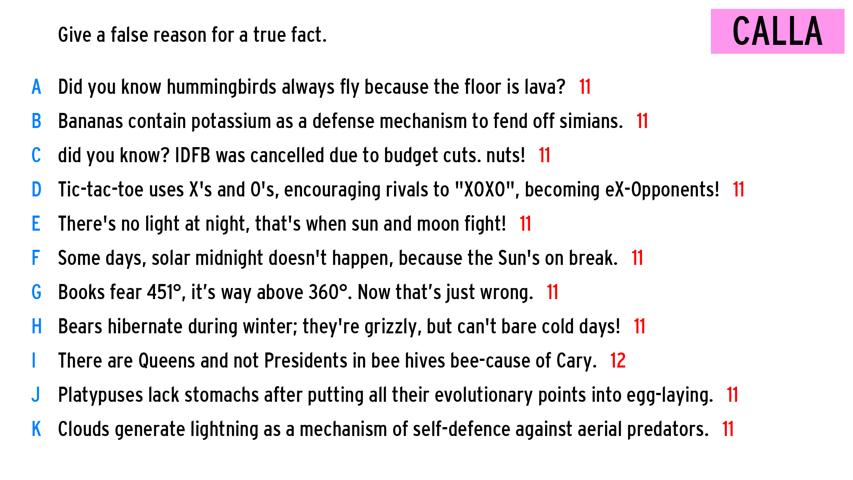 Give a false reason for a true fact.
CALLA
A Did you know hummingbirds always fly because the floor is lava? 11
B Bananas contain potassium as a defense mechanism to fend off simians. 11
C did you know? IDFB was cancelled due to budget cuts. nuts! 11
D Tic-tac-toe uses X's and O's, encouraging rivals to "XOXO", becoming eX-Opponents! 11
E There's no light at night, that's when sun and moon fight! 11
F Some days, solar midnight doesn't happen, because the Sun's on break. 11
G Books fear 451°, it’s way above 360°. Now that’s just wrong. 11
H Bears hibernate during winter; they're grizzly, but can't bare cold days! 11
I There are Queens and not Presidents in bee hives bee-cause of Cary. 12
J Platypuses lack stomachs after putting all their evolutionary points into egg-laying. 11
K Clouds generate lightning as a mechanism of self-defence against aerial predators. 11